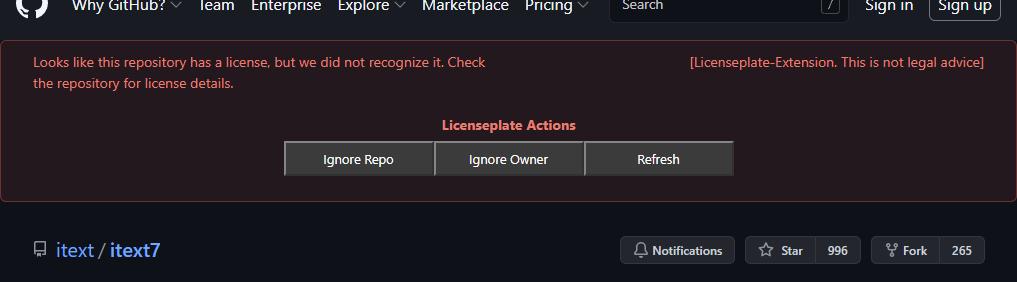 Why GitHub? Team Enterprise Explore Marketplace Pricing Search / Sign in Sign up
Looks like this repository has a license, but we did not recognize it. Check
the repository for license details.
[Licenseplate-Extension. This is not legal advice]
Licenseplate Actions
Ignore Repo Ignore Owner Refresh
itext / itext7 Notifications Star 996 Fork 265